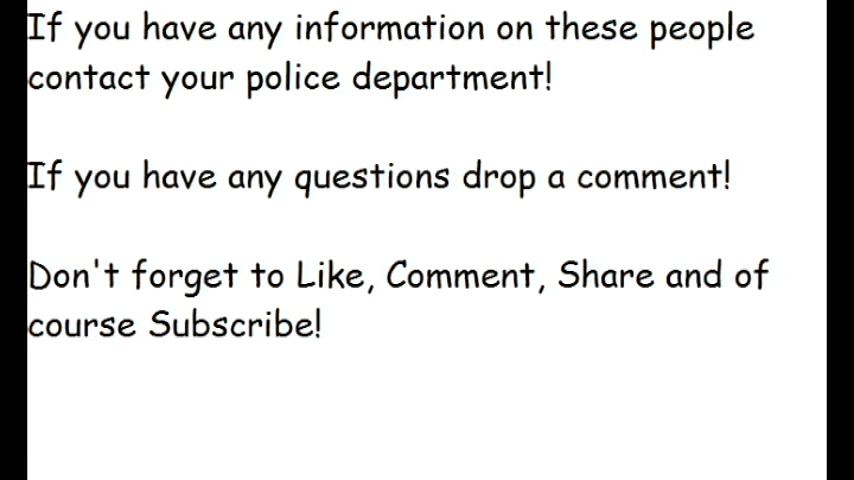 If you have any information on these people
contact your police department!
If you have any questions drop a comment!
Don't forget to Like, Comment, Share and of
course Subscribe!